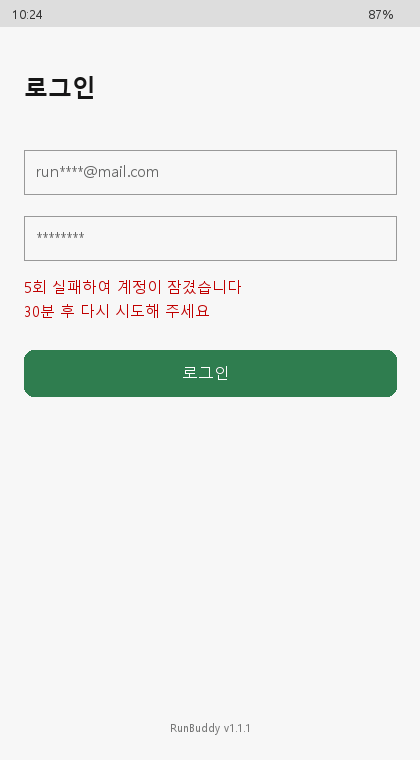 10:24
87%
로그인
run****@mail.com
********
5회 실패하여 계정이 잠겼습니다
30분 후 다시 시도해 주세요
로그인
RunBuddy v1.1.1